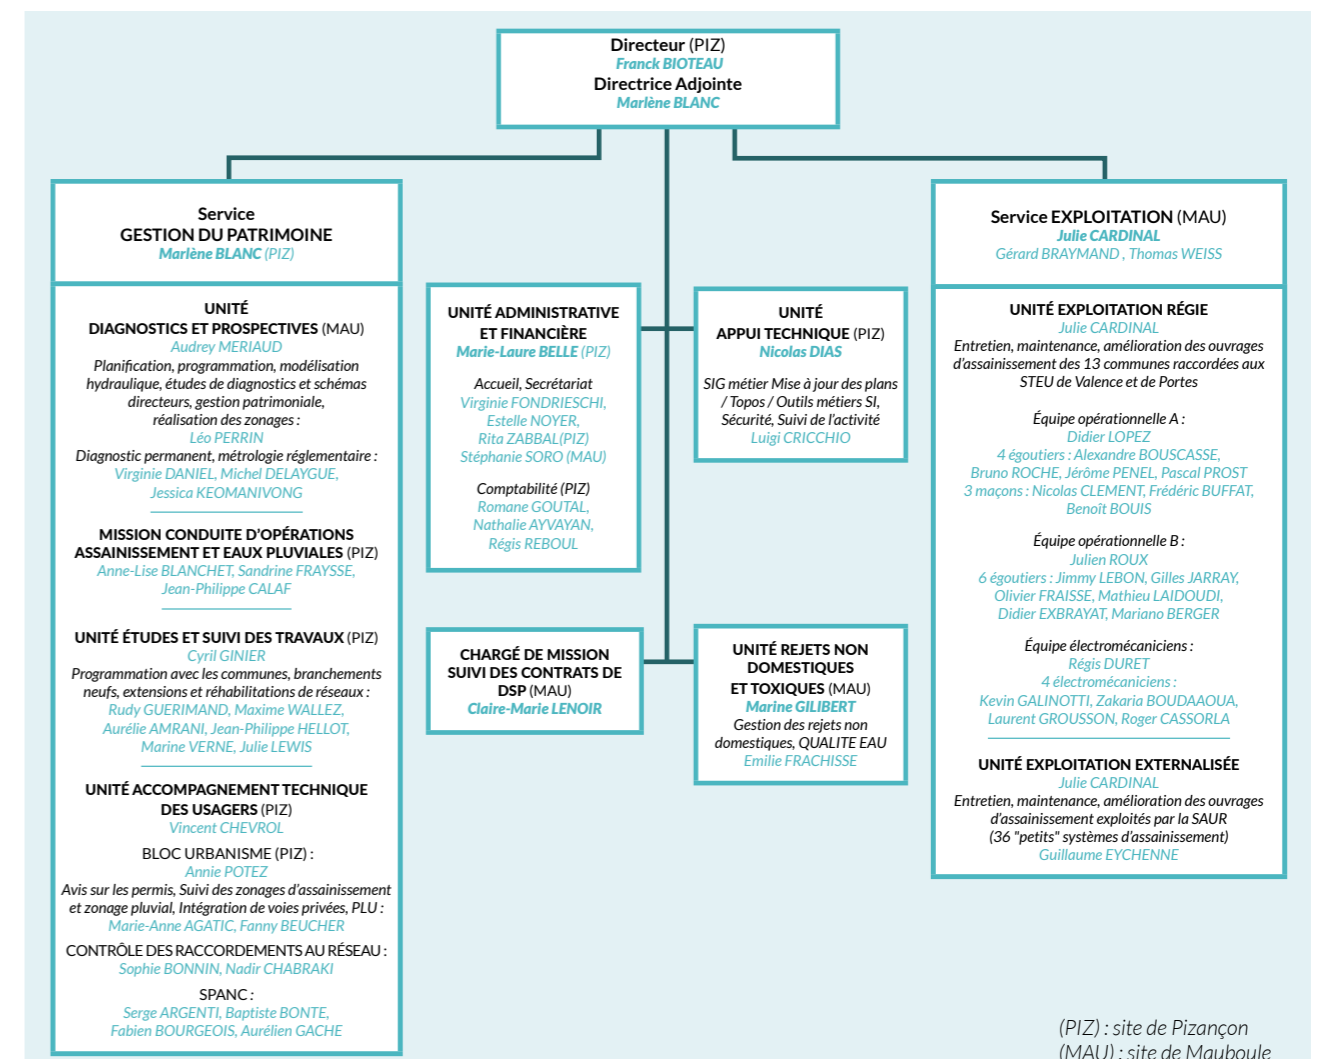 Directeur (PIZ)
Franck BIOTEAU
Directrice Adjointe
Marlène BLANC
Service
GESTION DU PATRIMOINE
Marlène BLANC (PIZ)
UNITÉ
DIAGNOSTICS ET PROSPECTIVES (MAU)
Audrey MERIAUD
Planification, programmation, modélisation
hydraulique, études de diagnostics et schémas
directeurs, gestion patrimoniale,
réalisation des zonages :
Léo PERRIN
Diagnostic permanent, métrologie réglementaire :
Virginie DANIEL, Michel DELAYGUE,
Jessica KEOMANIVONG
MISSION CONDUITE D'OPÉRATIONS
ASSAINISSEMENT ET EAUX PLUVIALES (PIZ)
Anne-Lise BLANCHET, Sandrine FRAYSSE,
Jean-Philippe CALAF
UNITÉ ÉTUDES ET SUIVI DES TRAVAUX (PIZ)
Cyril GINIER
Programmation avec les communes, branchements
neufs, extensions et réhabilitations de réseaux :
Rudy GUERIMAND, Maxime WALLEZ,
Aurélie AMRANI, Jean-Philippe HELLOT,
Marine VERNE, Julie LEWIS
UNITÉ ACCOMPAGNEMENT TECHNIQUE
DES USAGERS (PIZ)
Vincent CHEVROL
BLOC URBANISME (PIZ) :
Annie POTEZ
Avis sur les permis, Suivi des zonages d'assainissement
et zonage pluvial, Intégration de voies privées, PLU :
Marie-Anne AGATIC, Fanny BEUCHER
CONTRÔLE DES RACCORDEMENTS AU RÉSEAU :
Sophie BONNIN, Nadir CHABRAKI
SPANC :
Serge ARGENTI, Baptiste BONTE,
Fabien BOURGEOIS, Aurélien GACHE
UNITÉ ADMINISTRATIVE
ET FINANCIÈRE
Marie-Laure BELLE (PIZ)
Accueil, Secrétariat
Virginie FONDRIESCHI,
Estelle NOYER,
Rita ZABBAL(PIZ)
Stéphanie SORO (MAU)
Comptabilité (PIZ)
Romane GOUTAL,
Nathalie AYVAYAN,
Régis REBOUL
UNITÉ
APPUI TECHNIQUE (PIZ)
Nicolas DIAS
SIG métier Mise à jour des plans
/ Topos / Outils métiers SI,
Sécurité, Suivi de l'activité
Luigi CRICCHIO
CHARGÉ DE MISSION
SUIVI DES CONTRATS DE
DSP (MAU)
Claire-Marie LENOIR
UNITÉ REJETS NON
DOMESTIQUES
ET TOXIQUES (MAU)
Marine GILIBERT
Gestion des rejets non
domestiques, QUALITE EAU
Emilie FRACHISSE
Service EXPLOITATION (MAU)
Julie CARDINAL
Gérard BRAYMAND , Thomas WEISS
UNITÉ EXPLOITATION RÉGIE
Julie CARDINAL
Entretien, maintenance, amélioration des ouvrages
d'assainissement des 13 communes raccordées aux
STEU de Valence et de Portes
Équipe opérationnelle A :
Didier LOPEZ
4 égoutiers : Alexandre BOUSCASSE,
Bruno ROCHE, Jérôme PENEL, Pascal PROST
3 maçons : Nicolas CLEMENT, Frédéric BUFFAT,
Benoît BOUIS
Équipe opérationnelle B :
Julien ROUX
6 égoutiers : Jimmy LEBON, Gilles JARRAY,
Olivier FRAISSE, Mathieu LAIDOUDI,
Didier EXBRAYAT, Mariano BERGER
Équipe électromécaniciens :
Régis DURET
4 électromécaniciens :
Kevin GALINOTTI, Zakaria BOUDAAOUA,
Laurent GROUSSON, Roger CASSORLA
UNITÉ EXPLOITATION EXTERNALISÉE
Julie CARDINAL
Entretien, maintenance, amélioration des ouvrages
d'assainissement exploités par la SAUR
(36 "petits" systèmes d'assainissement)
Guillaume EYCHENNE
(PIZ) : site de Pizançon
(MAU) : site de Mauboule